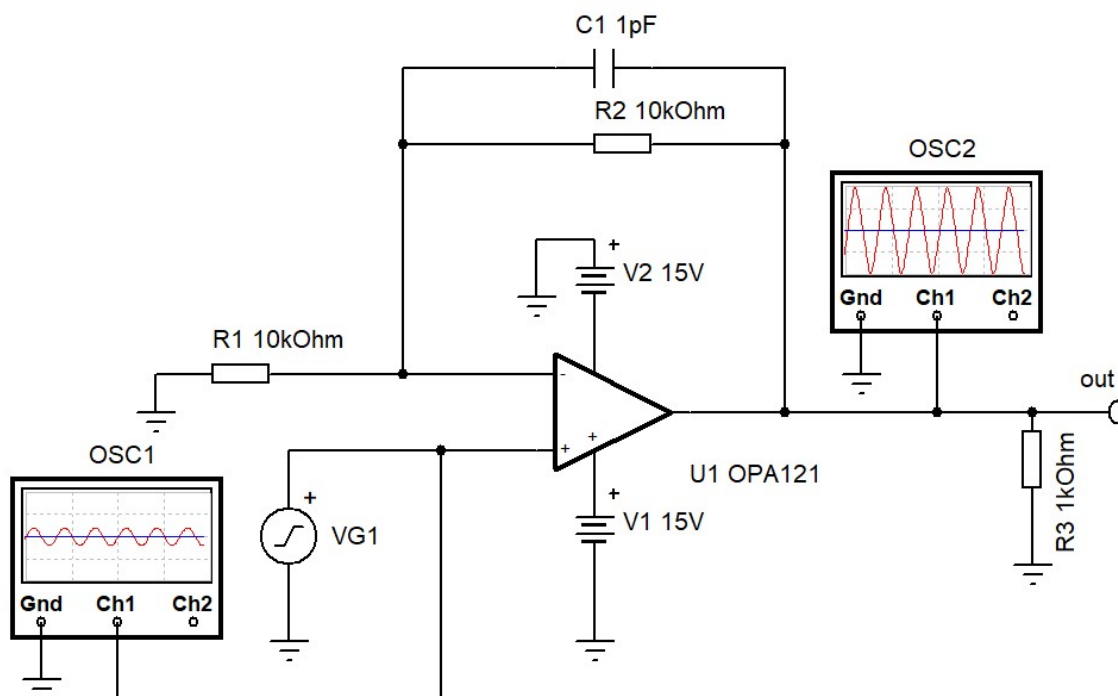 C1 1pF
R2 10kOhm
OSC2
Gnd Ch1 Ch2
+
V2 15V
R1 10kOhm
-
+
+
out
OSC1
U1 OPA121
+
V1 15V
R3 1kOhm
+
VG1
Gnd Ch1 Ch2